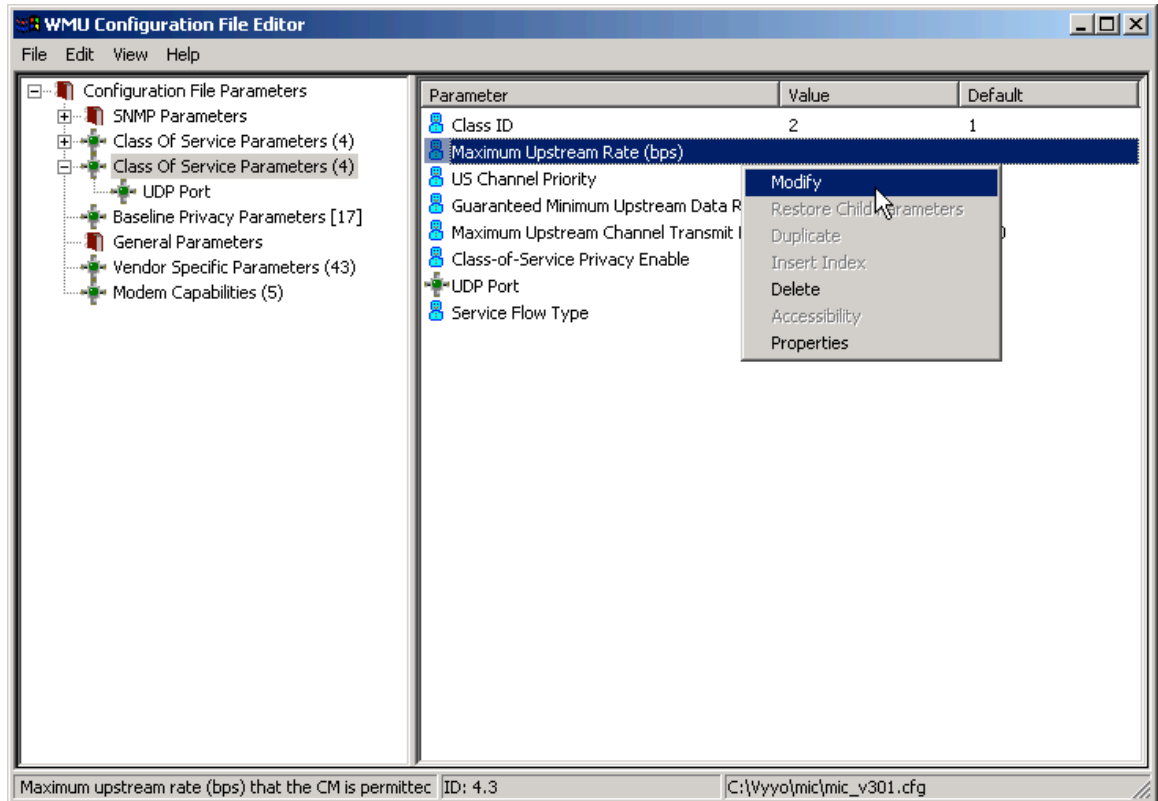 WMU Configuration File Editor
File Edit View Help
Configuration File Parameters
SNMP Parameters
Class Of Service Parameters (4)
Class Of Service Parameters (4)
UDP Port
Baseline Privacy Parameters [17]
General Parameters
Vendor Specific Parameters (43)
Modem Capabilities (5)
Parameter Value Default
Class ID 2 1
Maximum Upstream Rate (bps)
US Channel Priority
Guaranteed Minimum Upstream Data R
Maximum Upstream Channel Transmit
Class-of-Service Privacy Enable
UDP Port
Service Flow Type
Modify
Restore Child Parameters
Duplicate
Insert Index
Delete
Accessibility
Properties
Maximum upstream rate (bps) that the CM is permittec ID: 4.3 C:\Vyyo\mic\mic_v301.cfg